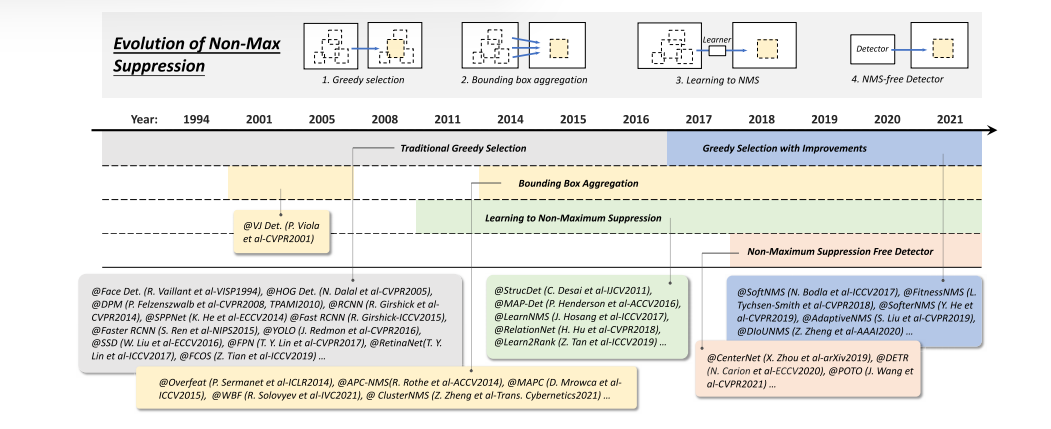 Evolution of Non-Max
Suppression
Learner
Detector
1. Greedy selection
2. Bounding box aggregation
3. Learning to NMS
4. NMS-free Detector
Year: 1994 2001 2005 2008 2011 2014 2015 2016 2017 2018 2019 2020 2021
Traditional Greedy Selection
Greedy Selection with Improvements
Bounding Box Aggregation
Learning to Non-Maximum Suppression
@VJ Det. (P. Viola
et al-CVPR2001)
Non-Maximum Suppression Free Detector
@Face Det. (R. Vaillant et al-VISP1994), @HOG Det. (N. Dalal et al-CVPR2005),
@DPM (P. Felzenszwalb et al-CVPR2008, TPAMI2010), @RCNN (R. Girshick et al-
CVPR2014), @SPPNet (K. He et al-ECCV2014) @Fast RCNN (R. Girshick-ICCV2015),
@Faster RCNN (S. Ren et al-NIPS2015), @YOLO (J. Redmon et al-CVPR2016),
@SSD (W. Liu et al-ECCV2016), @FPN (T. Y. Lin et al-CVPR2017), @RetinaNet(T. Y.
Lin et al-ICCV2017), @FCOS (Z. Tian et al-ICCV2019) ...
@StrucDet (C. Desai et al-IJCV2011),
@MAP-Det (P. Henderson et al-ACCV2016),
@LearnNMS (J. Hosang et al-ICCV2017),
@RelationNet (H. Hu et al-CVPR2018),
@Learn2Rank (Z. Tan et al-ICCV2019) ...
@SoftNMS (N. Bodla et al-ICCV2017), @FitnessNMS (L.
Tychsen-Smith et al-CVPR2018), @SofterNMS (Y. He et
al-CVPR2019), @AdaptiveNMS (S. Liu et al-CVPR2019),
@DIoUNMS (Z. Zheng et al-AAAI2020) ...
@CenterNet (X. Zhou et al-arXiv2019), @DETR
(N. Carion et al-ECCV2020), @POTO (J. Wang et
al-CVPR2021) ...
@Overfeat (P. Sermanet et al-ICLR2014), @APC-NMS(R. Rothe et al-ACCV2014), @MAPC (D. Mrowca et al-
ICCV2015), @WBF (R. Solovyev et al-IVC2021), @ ClusterNMS (Z. Zheng et al-Trans. Cybernetics2021) ...